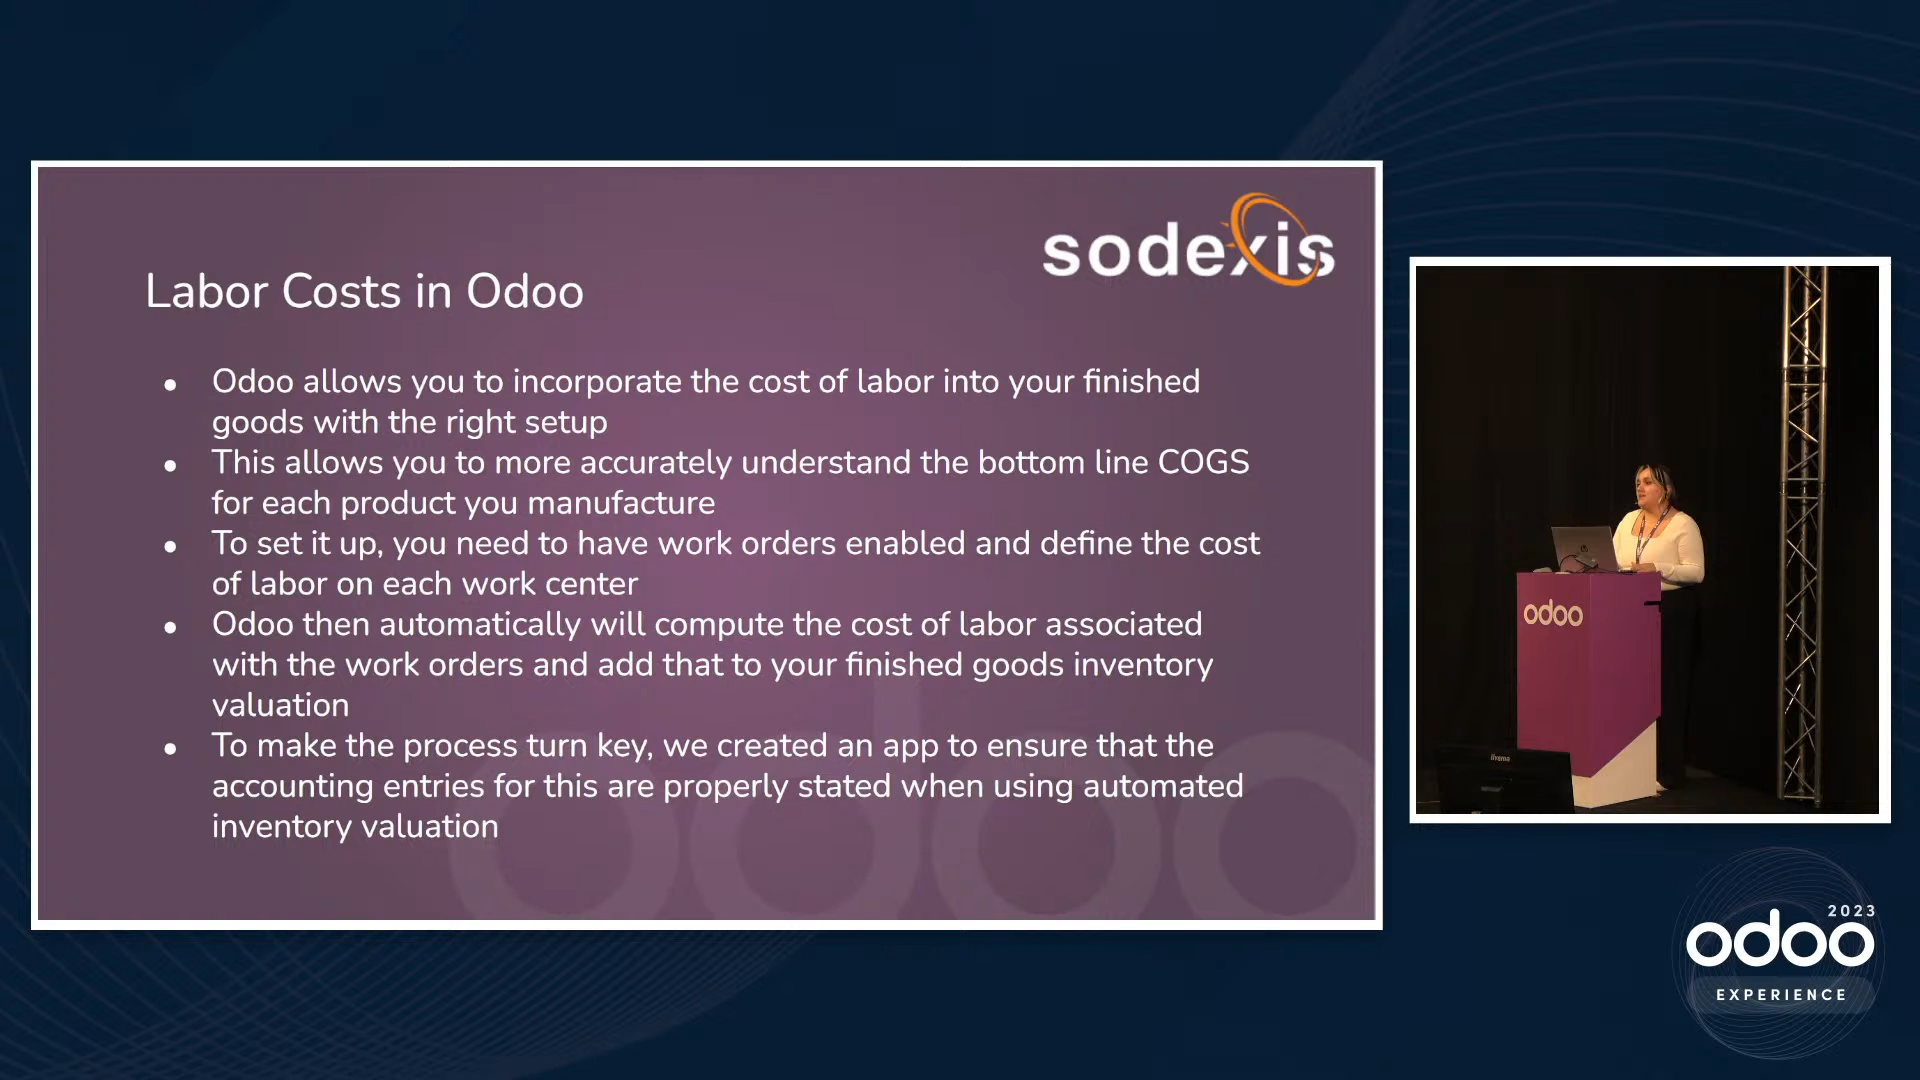 sodexis
Labor Costs in Odoo
● Odoo allows you to incorporate the cost of labor into your finished
goods with the right setup
● This allows you to more accurately understand the bottom line COGS
for each product you manufacture
● To set it up, you need to have work orders enabled and define the cost
of labor on each work center
● Odoo then automatically will compute the cost of labor associated
with the work orders and add that to your finished goods inventory
valuation
● To make the process turn key, we created an app to ensure that the
accounting entries for this are properly stated when using automated
inventory valuation
odoo
odoo
iiyama
2023
odoo
EXPERIENCE